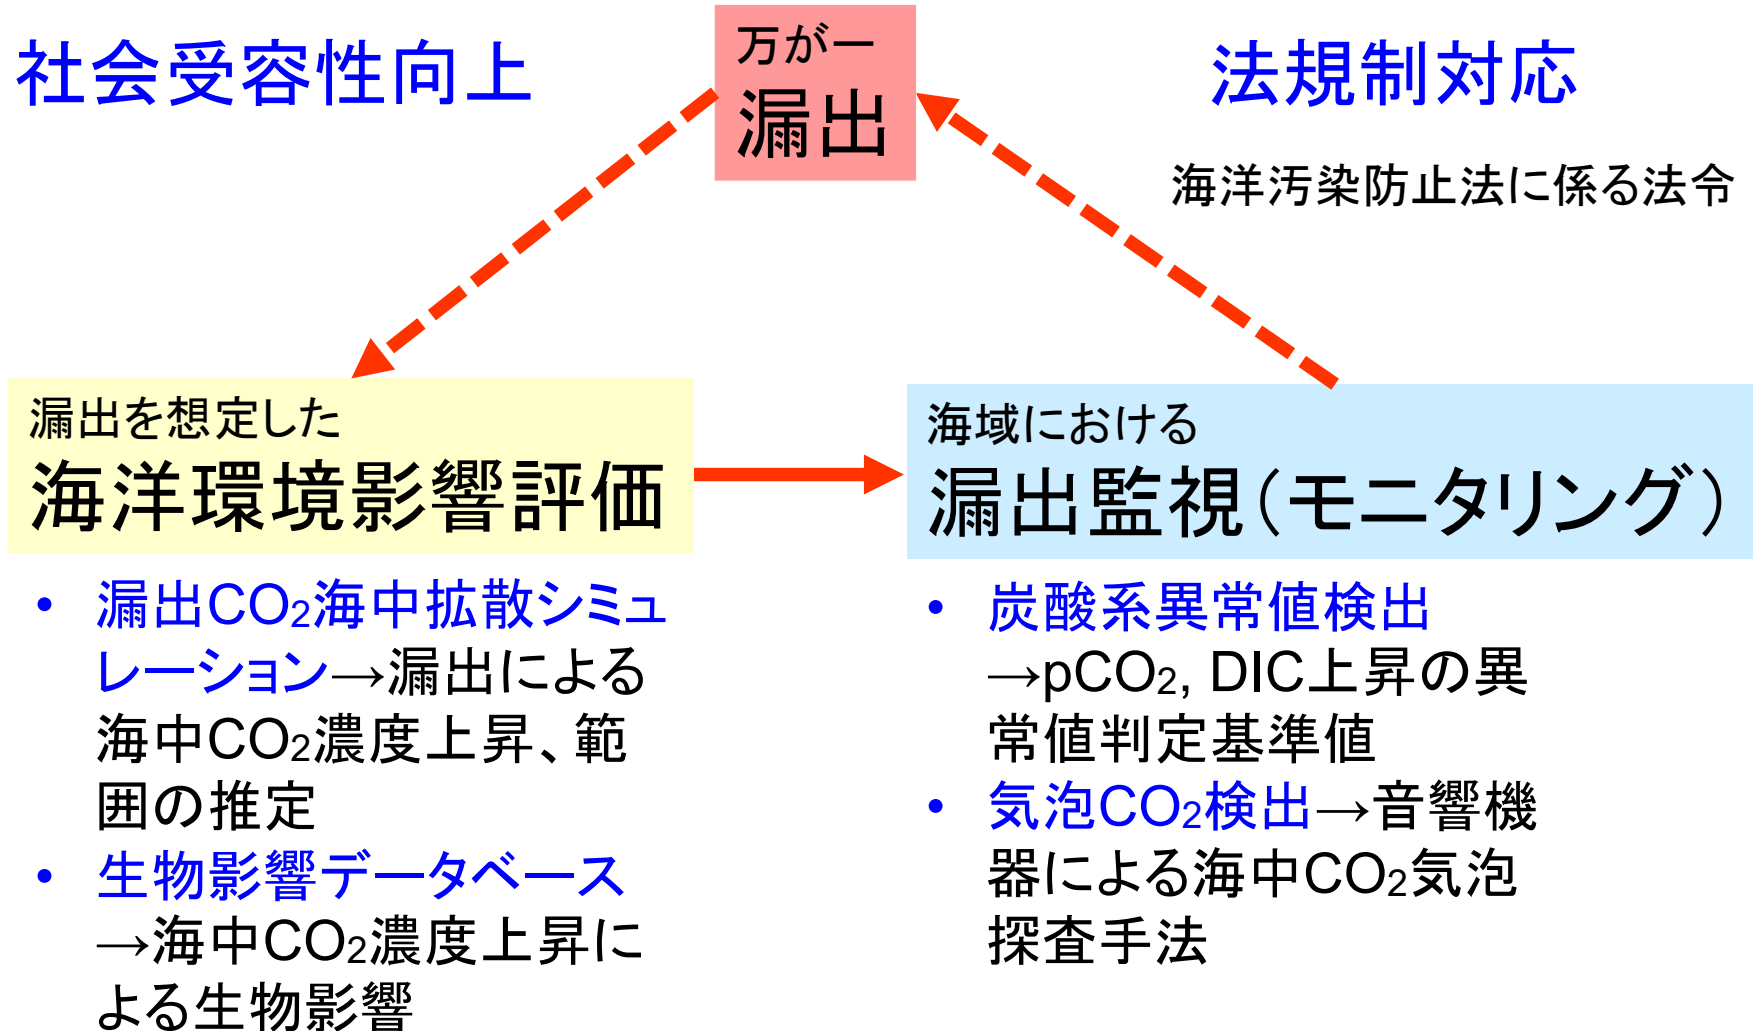 社会受容性向上
万が一
漏出
法規制対応
海洋汚染防止法に係る法令
漏出を想定した
海洋環境影響評価
海域における
漏出監視（モニタリング）
• 漏出CO₂海中拡散シミュ
レーション→漏出による
海中CO₂濃度上昇、範
囲の推定
• 生物影響データベース
→海中CO₂濃度上昇に
よる生物影響
• 炭酸系異常値検出
→pCO₂, DIC上昇の異
常値判定基準値
• 気泡CO₂検出→音響機
器による海中CO₂気泡
探査手法